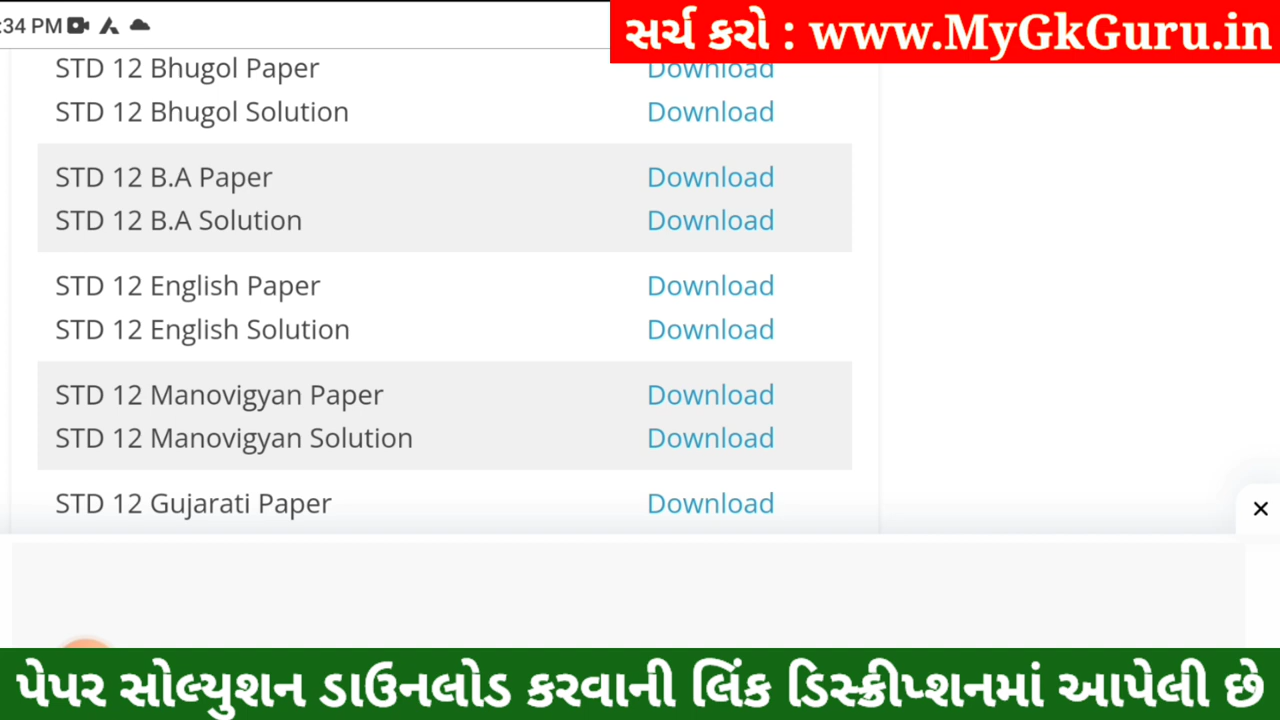 :34 PM
સર્ચ કરો : www.MyGkGuru.in
STD 12 Bhugol Paper Download
STD 12 Bhugol Solution Download
STD 12 B.A Paper Download
STD 12 B.A Solution Download
STD 12 English Paper Download
STD 12 English Solution Download
STD 12 Manovigyan Paper Download
STD 12 Manovigyan Solution Download
STD 12 Gujarati Paper Download
પેપર સોલ્યુશન ડાઉનલોડ કરવાની લિંક ડિસ્ક્રીપ્શનમાં આપેલી છે